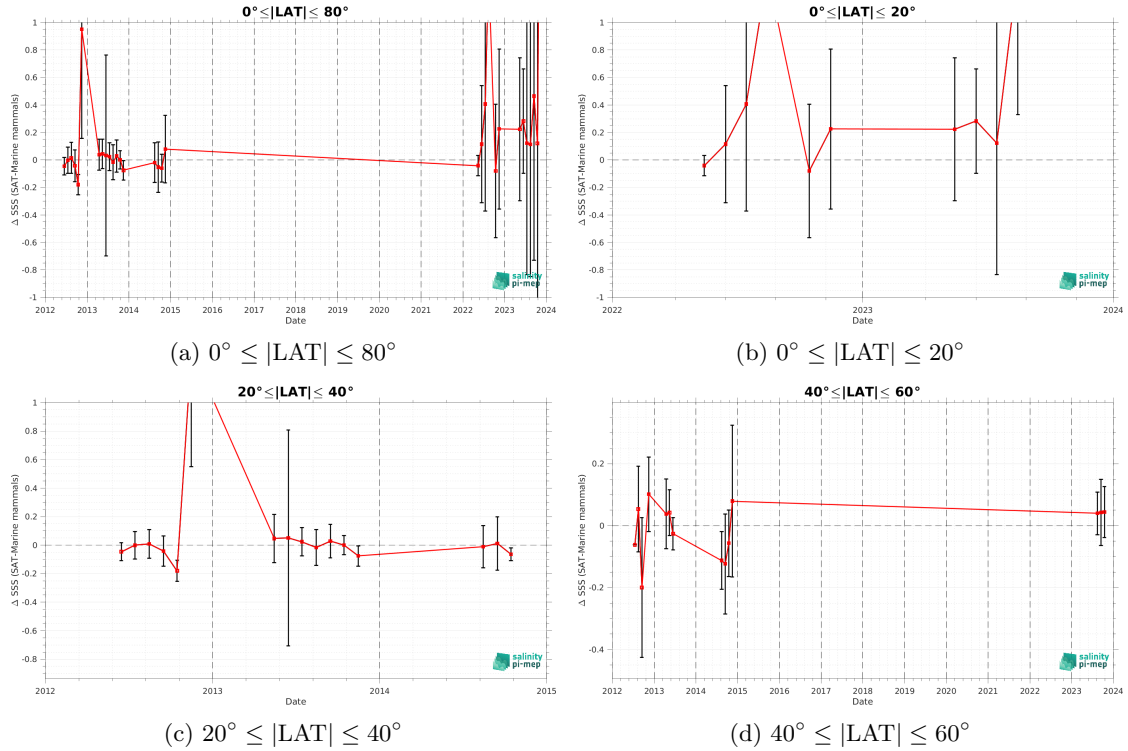 0°≤|LAT|≤ 80°
1
0.8
0.6
0.4
0.2
0
-0.2
-0.4
-0.6
-0.8
-1
Δ SSS (SAT-Marine mammals)
2012 2013 2014 2015 2016 2017 2018 2019 2020 2021 2022 2023 2024
Date
salinity
pi-mep
(a) 0° ≤ |LAT| ≤ 80°
0°≤|LAT|≤ 20°
1
0.8
0.6
0.4
0.2
0
-0.2
-0.4
-0.6
-0.8
-1
Δ SSS (SAT-Marine mammals)
2022 2023 2024
Date
salinity
pi-mep
(b) 0° ≤ |LAT| ≤ 20°
20°≤|LAT|≤ 40°
1
0.8
0.6
0.4
0.2
0
-0.2
-0.4
-0.6
-0.8
Δ SSS (SAT-Marine mammals)
2012 2013 2014 2015
Date
salinity
pi-mep
(c) 20° ≤ |LAT| ≤ 40°
40°≤|LAT|≤ 60°
0.2
0
-0.2
-0.4
Δ SSS (SAT-Marine mammals)
2012 2013 2014 2015 2016 2017 2018 2019 2020 2021 2022 2023 2024
Date
salinity
pi-mep
(d) 40° ≤ |LAT| ≤ 60°